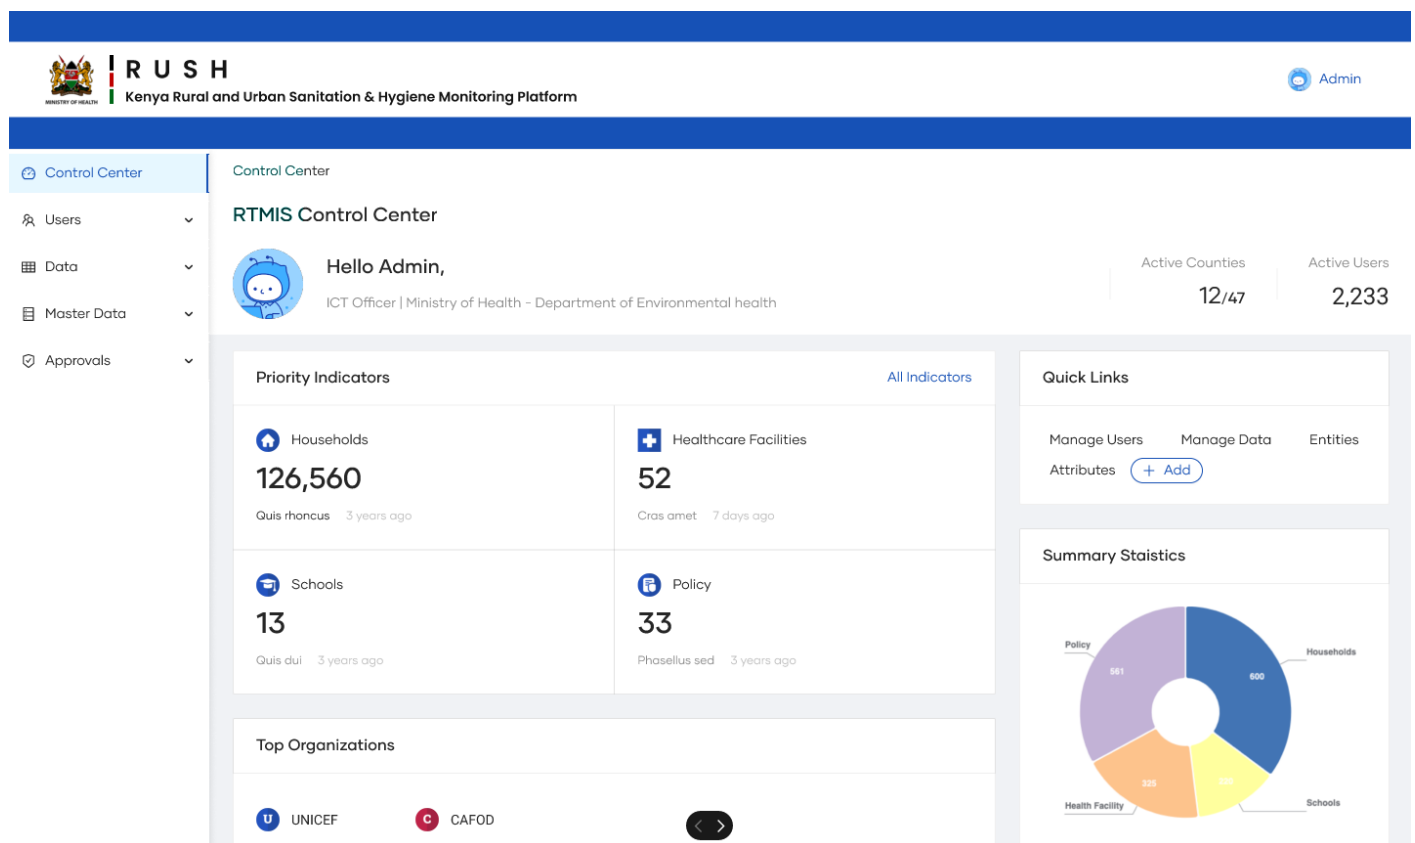 MINISTRY OF HEALTH
R U S H
Kenya Rural and Urban Sanitation & Hygiene Monitoring Platform
Admin
Control Center
Users
Data
Master Data
Approvals
Control Center
RTMIS Control Center
Hello Admin,
ICT Officer | Ministry of Health - Department of Environmental health
Active Counties
12/47
Active Users
2,233
Priority Indicators
All Indicators
Households
126,560
Quis rhoncus 3 years ago
Healthcare Facilities
52
Cras amet 7 days ago
Schools
13
Quis dui 3 years ago
Policy
33
Phasellus sed 3 years ago
Top Organizations
U UNICEF
C CAFOD
Quick Links
Manage Users Manage Data Entities
Attributes + Add
Summary Staistics
Policy
561
Households
600
Health Facility
325
Schools